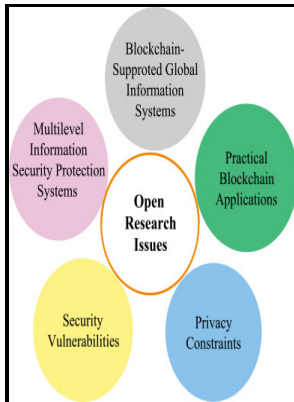 Blockchain-
Supproted Global
Information
Systems
Multilevel
Information
Security Protection
Systems
Practical
Blockchain
Applications
Open
Research
Issues
Security
Vulnerabilities
Privacy
Constraints